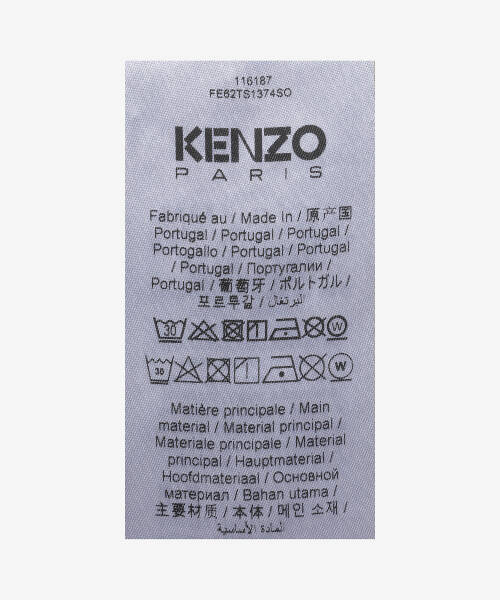 116187
FE62TS1374SO
KENZO
PARIS
Fabriqué au / Made In / 原产国
Portugal / Portugal / Portugal /
Portogallo / Portugal / Portugal
/ Portugal / Португалии /
Portugal / 葡萄牙 / ポルトガル /
포르투갈 / البرتغال /
30 W
30 W
Matière principale / Main
material / Material principal /
Materiale principale / Material
principal / Hauptmaterial /
Hoofdmateriaal / Основной
материал / Bahan utama /
主要材质 / 本体 / 메인 소재 /
المادة الأساسية